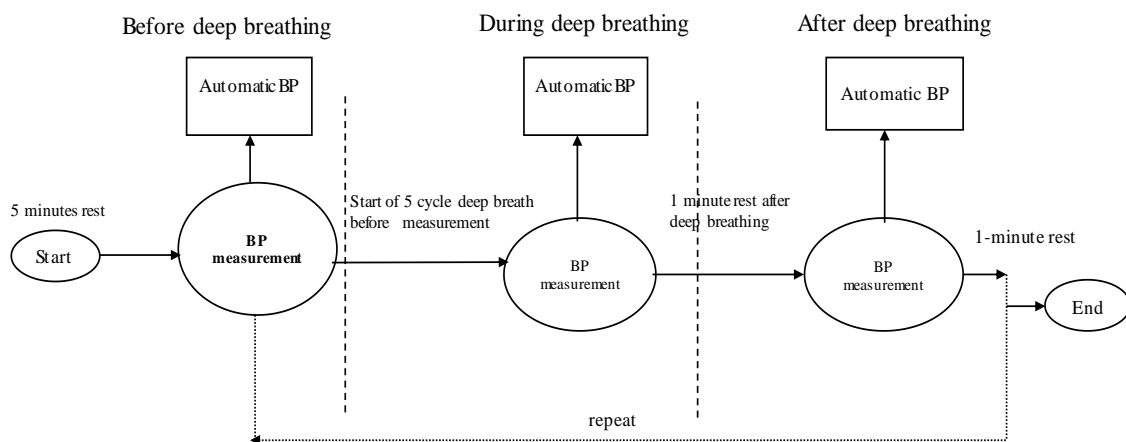 Before deep breathing
During deep breathing
After deep breathing
Automatic BP
Automatic BP
Automatic BP
5 minutes rest
Start
BP
measurement
Start of 5 cycle deep breath
before measurement
BP
measurement
1 minute rest after
deep breathing
BP
measurement
1-minute rest
End
repeat